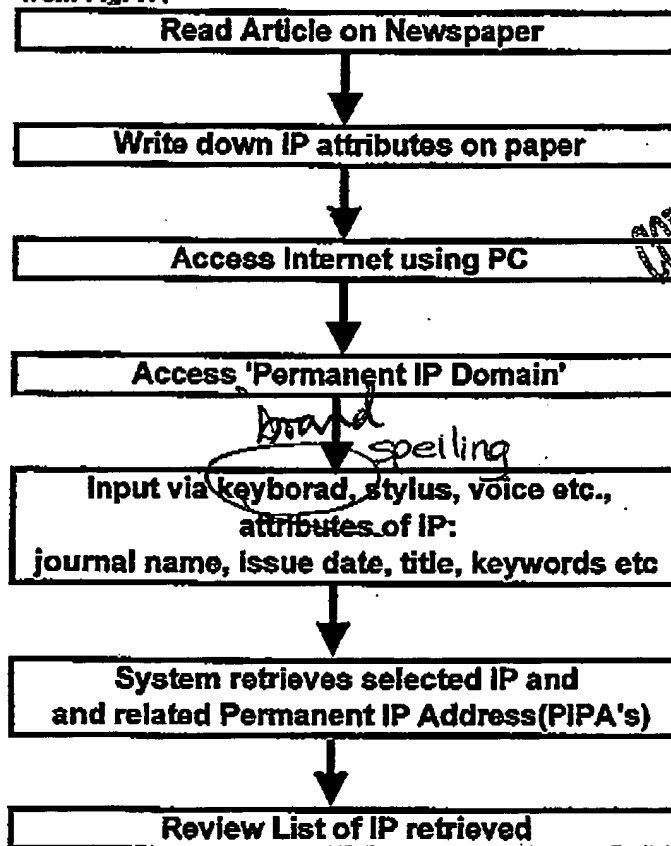 Read Article on Newspaper
Write down IP attributes on paper
Access Internet using PC
Access 'Permanent IP Domain'
spelling
Input via keyborad, stylus, voice etc.,
attributes of IP:
journal name, issue date, title, keywords etc
System retrieves selected IP and
and related Permanent IP Address(PIPA's)
Review List of IP retrieved